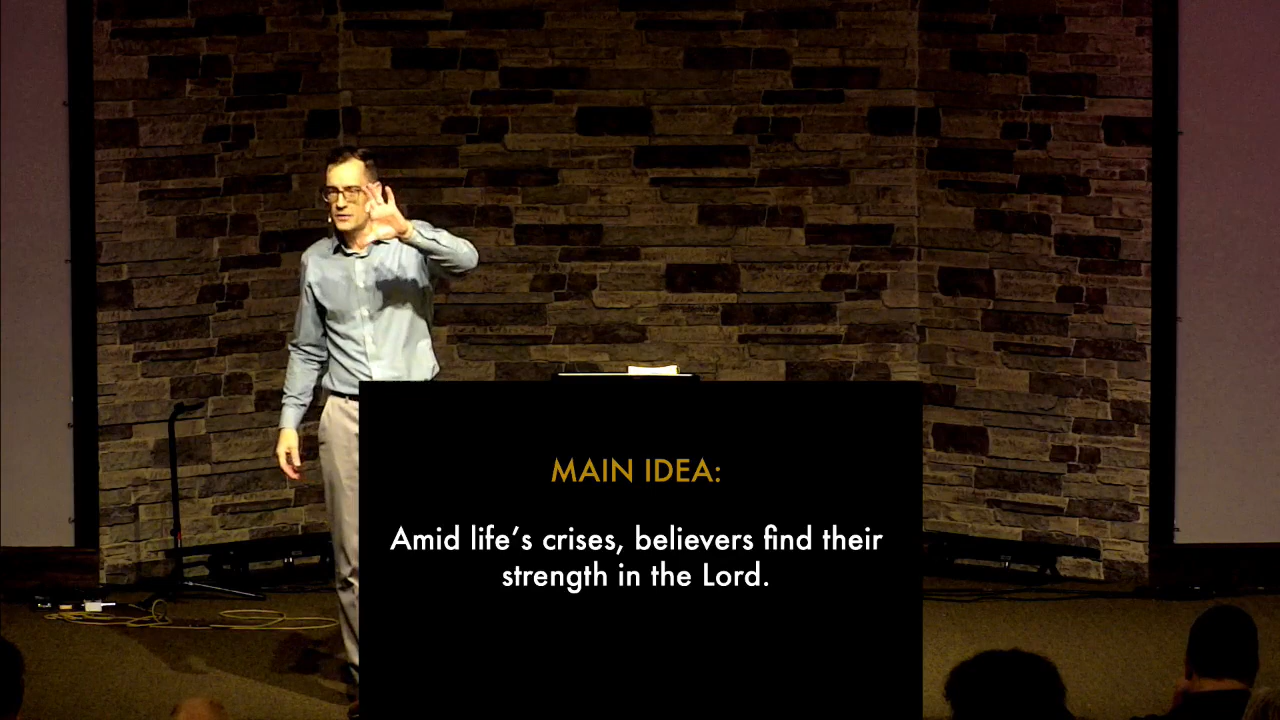 MAIN IDEA:
Amid life’s crises, believers find their
strength in the Lord.